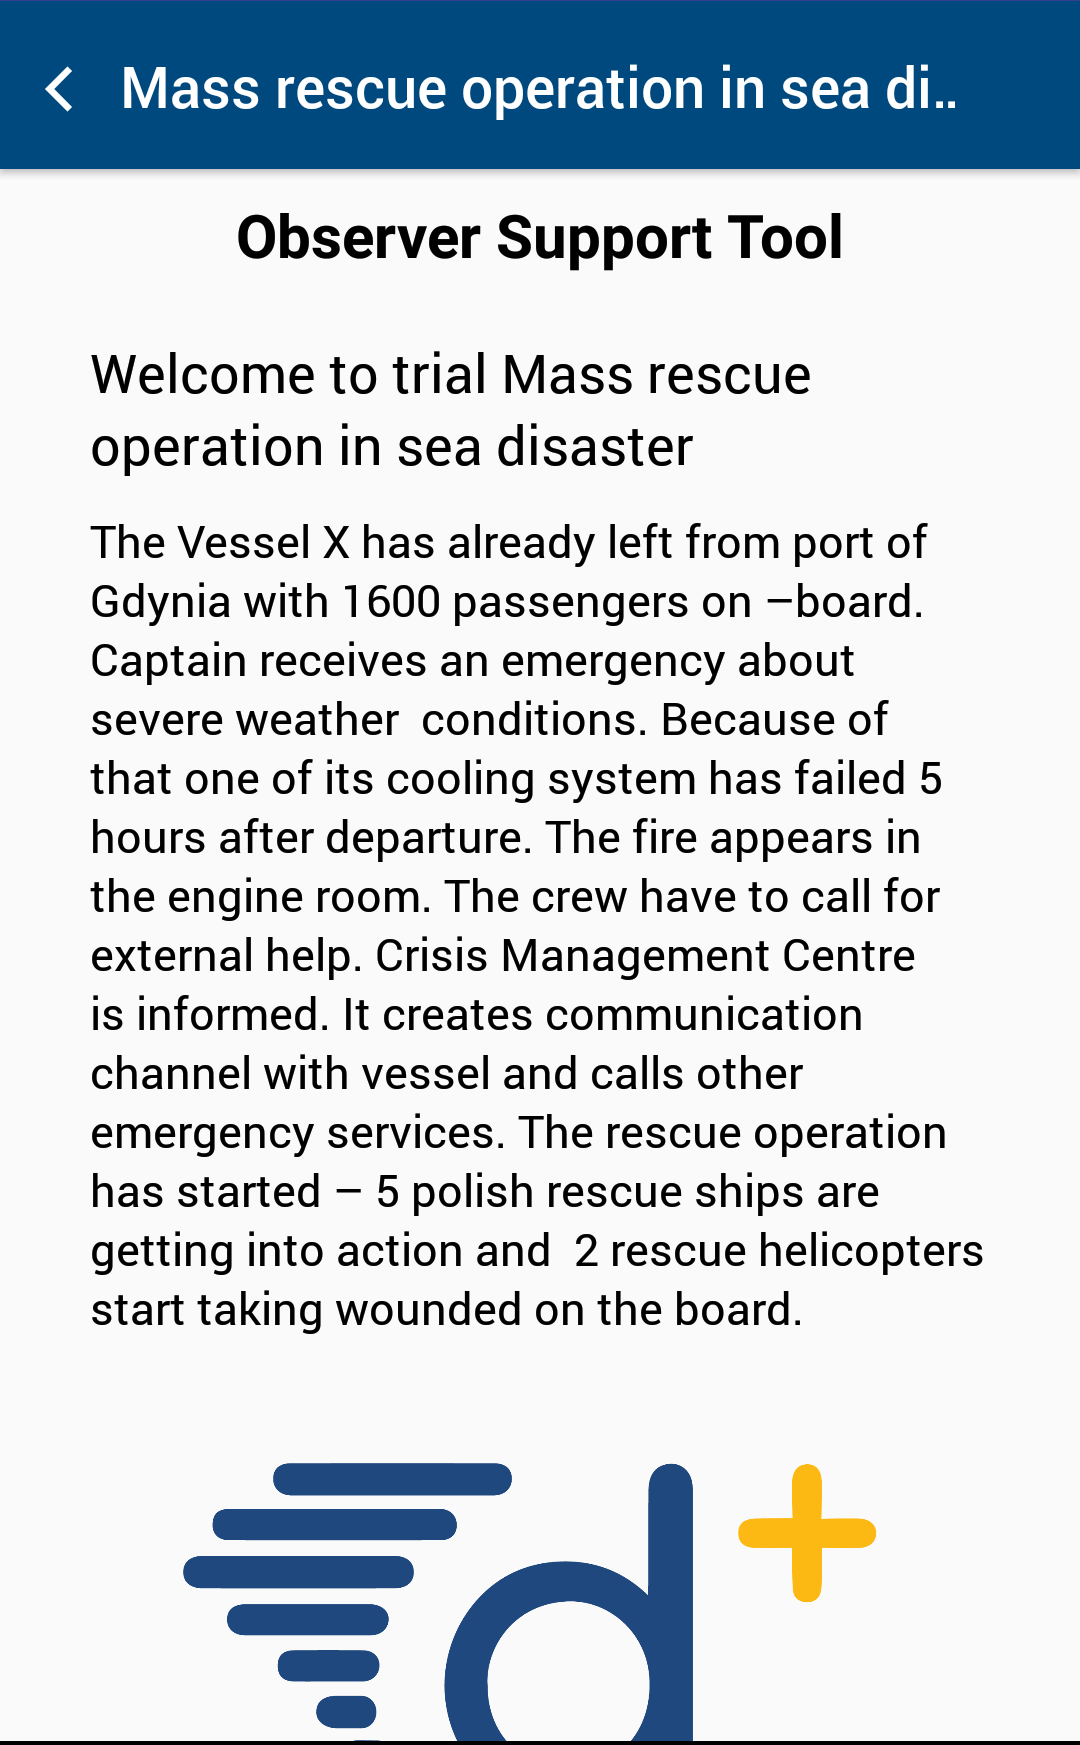 Mass rescue operation in sea di..
Observer Support Tool
Welcome to trial Mass rescue
operation in sea disaster
The Vessel X has already left from port of
Gdynia with 1600 passengers on –board.
Captain receives an emergency about
severe weather  conditions. Because of
that one of its cooling system has failed 5
hours after departure. The fire appears in
the engine room. The crew have to call for
external help. Crisis Management Centre
is informed. It creates communication
channel with vessel and calls other
emergency services. The rescue operation
has started – 5 polish rescue ships are
getting into action and  2 rescue helicopters
start taking wounded on the board.
d+